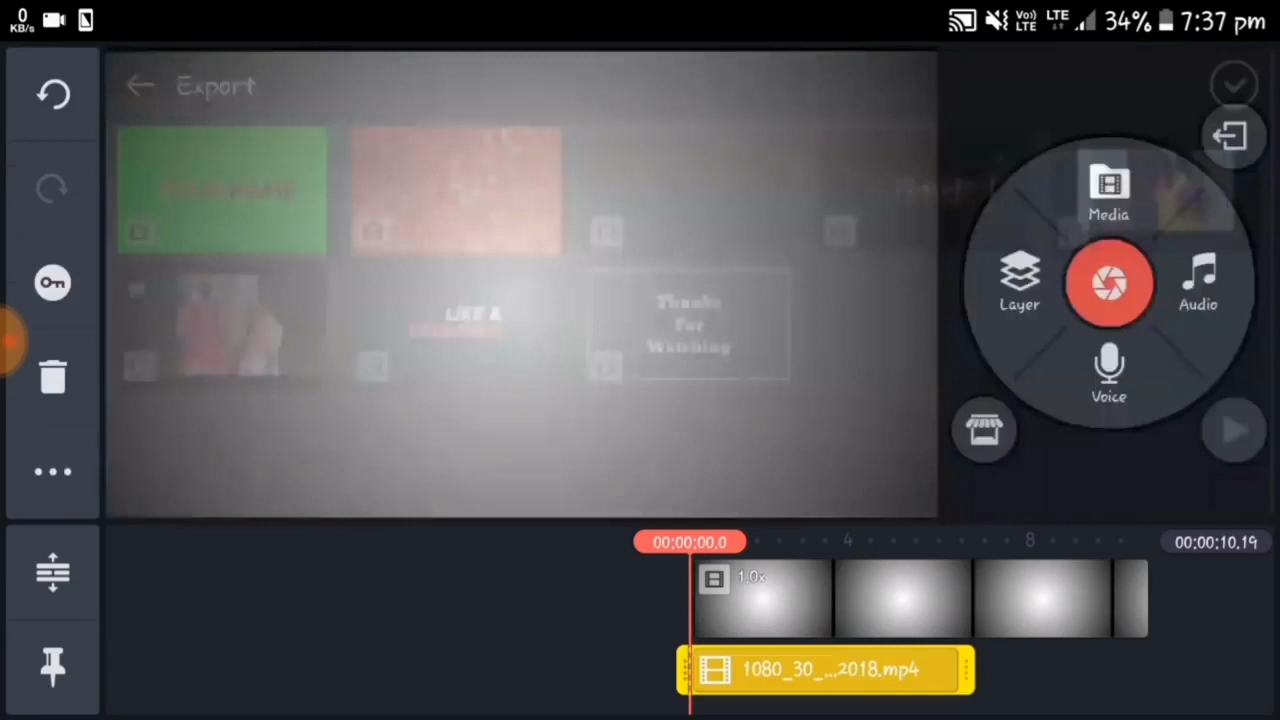 0
KB/s
Vo))
LTE
LTE
34%
7:37 pm
Export
Media
Layer
Audio
Voice
LIKE &
Thanks
For
Watching
00:00:00.0
4
8
00:00:10.19
1.0x
1080_30_...2018.mp4